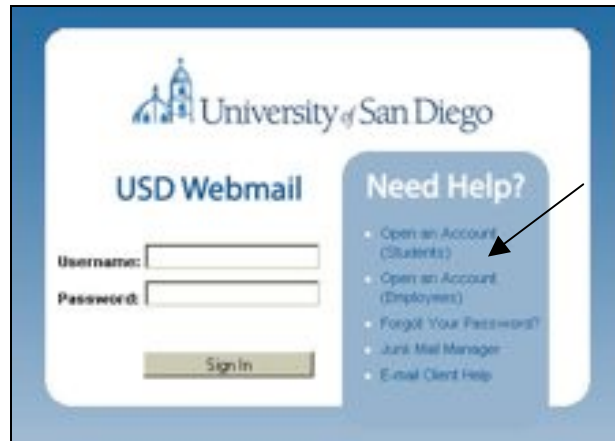 University of San Diego
USD Webmail
Username:
Password:
Sign In
Need Help?
Open an Account
(Students)
Open an Account
(Employees)
Forgot Your Password?
Junk Mail Manager
E-mail Client Help